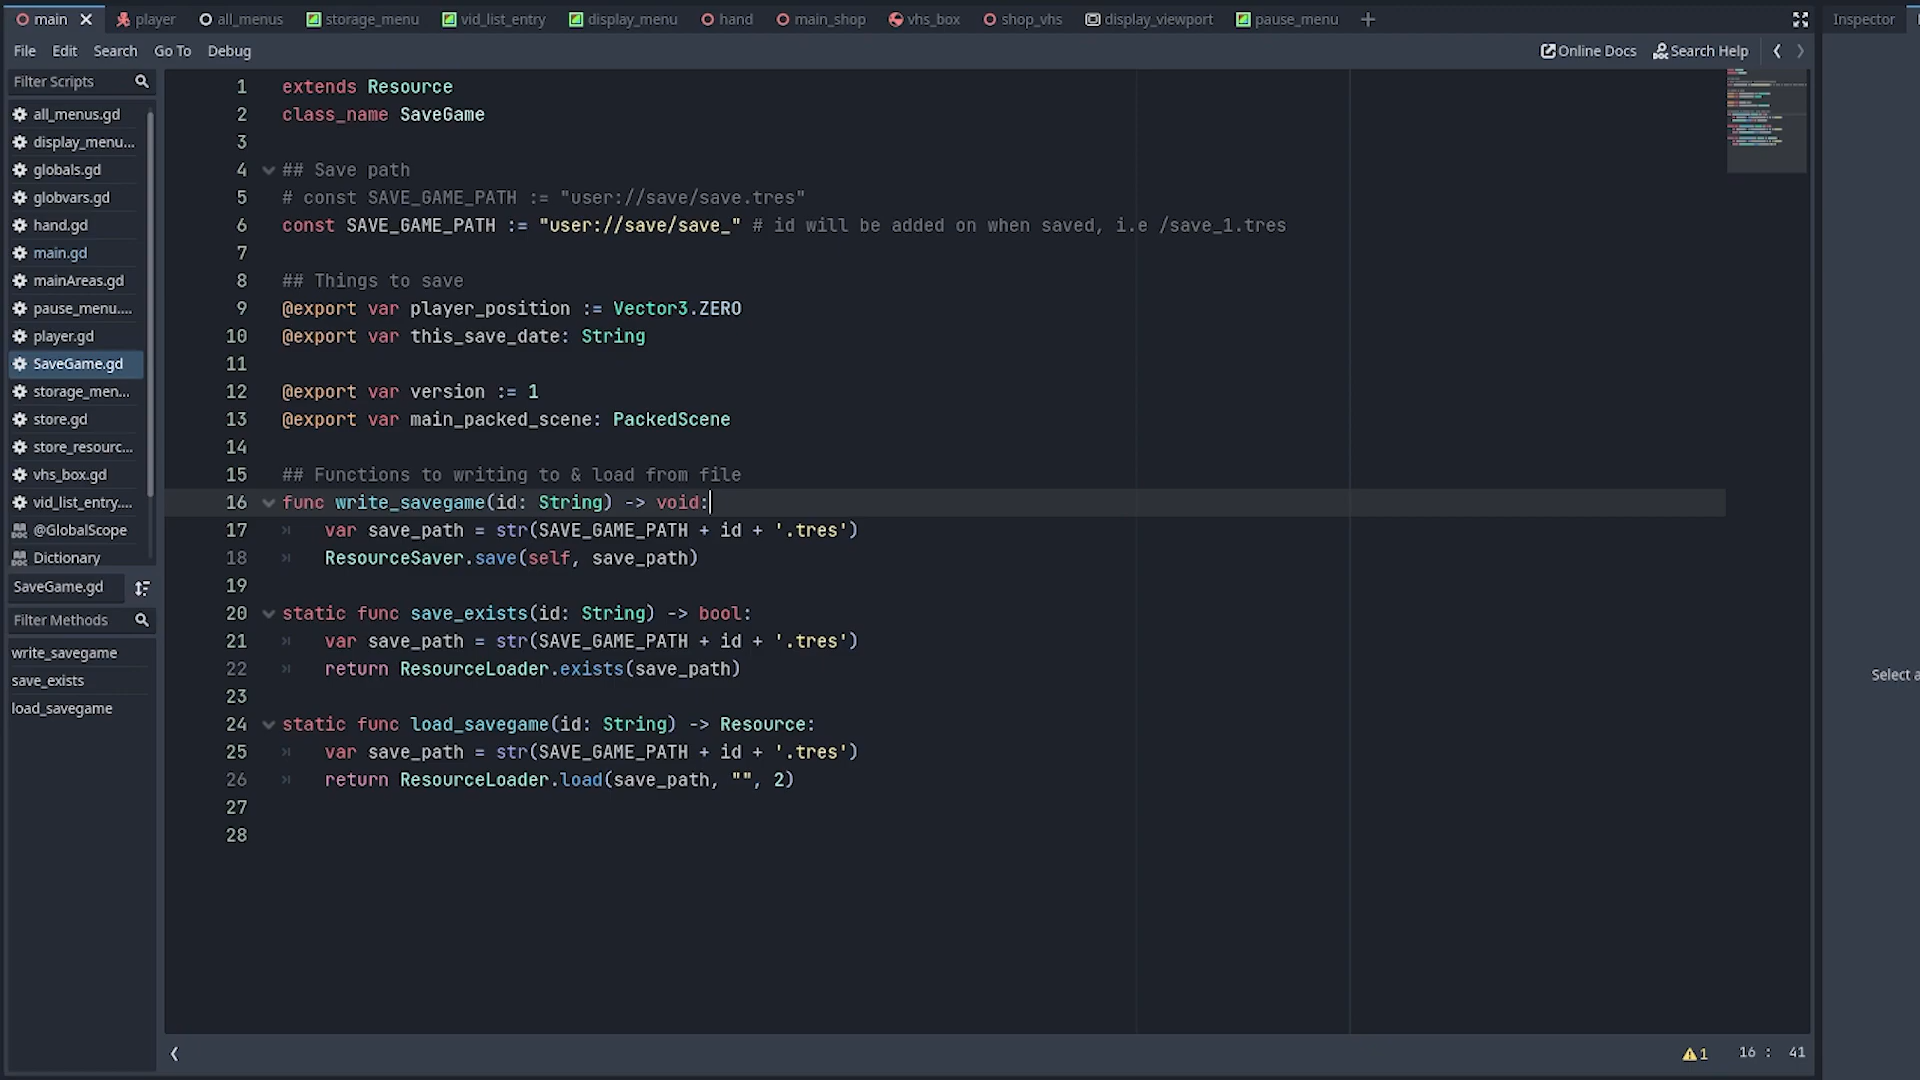 main player all_menus storage_menu vid_list_entry display_menu hand main_shop vhs_box shop_vhs display_viewport pause_menu Inspector
File Edit Search Go To Debug Online Docs Search Help
Filter Scripts
all_menus.gd
display_menu...
globals.gd
globvars.gd
hand.gd
main.gd
mainAreas.gd
pause_menu....
player.gd
SaveGame.gd
storage_men...
store.gd
store_resourc...
vhs_box.gd
vid_list_entry....
@GlobalScope
Dictionary
SaveGame.gd
Filter Methods
write_savegame
save_exists
load_savegame
1 extends Resource
2 class_name SaveGame
3
4 ## Save path
5 # const SAVE_GAME_PATH := "user://save/save.tres"
6 const SAVE_GAME_PATH := "user://save/save_" # id will be added on when saved, i.e /save_1.tres
7
8 ## Things to save
9 @export var player_position := Vector3.ZERO
10 @export var this_save_date: String
11
12 @export var version := 1
13 @export var main_packed_scene: PackedScene
14
15 ## Functions to writing to & load from file
16 func write_savegame(id: String) -> void:
17 var save_path = str(SAVE_GAME_PATH + id + '.tres')
18 ResourceSaver.save(self, save_path)
19
20 static func save_exists(id: String) -> bool:
21 var save_path = str(SAVE_GAME_PATH + id + '.tres')
22 return ResourceLoader.exists(save_path)
23
24 static func load_savegame(id: String) -> Resource:
25 var save_path = str(SAVE_GAME_PATH + id + '.tres')
26 return ResourceLoader.load(save_path, "", 2)
27
28
Select a
1 16 : 41